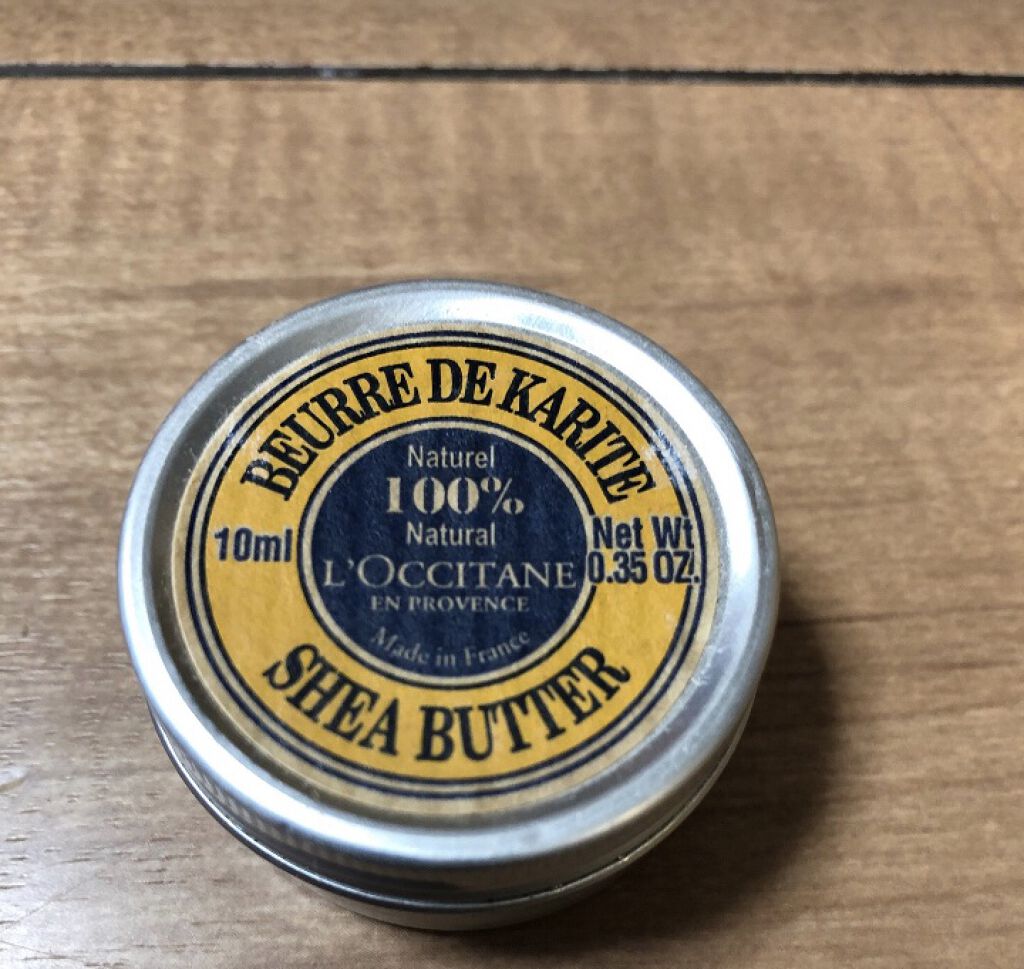 BEURRE DE KARITE
Naturel
100%
Natural
10ml
Net Wt
0.35 OZ.
L'OCCITANE
EN PROVENCE
Made in France
SHEA BUTTER